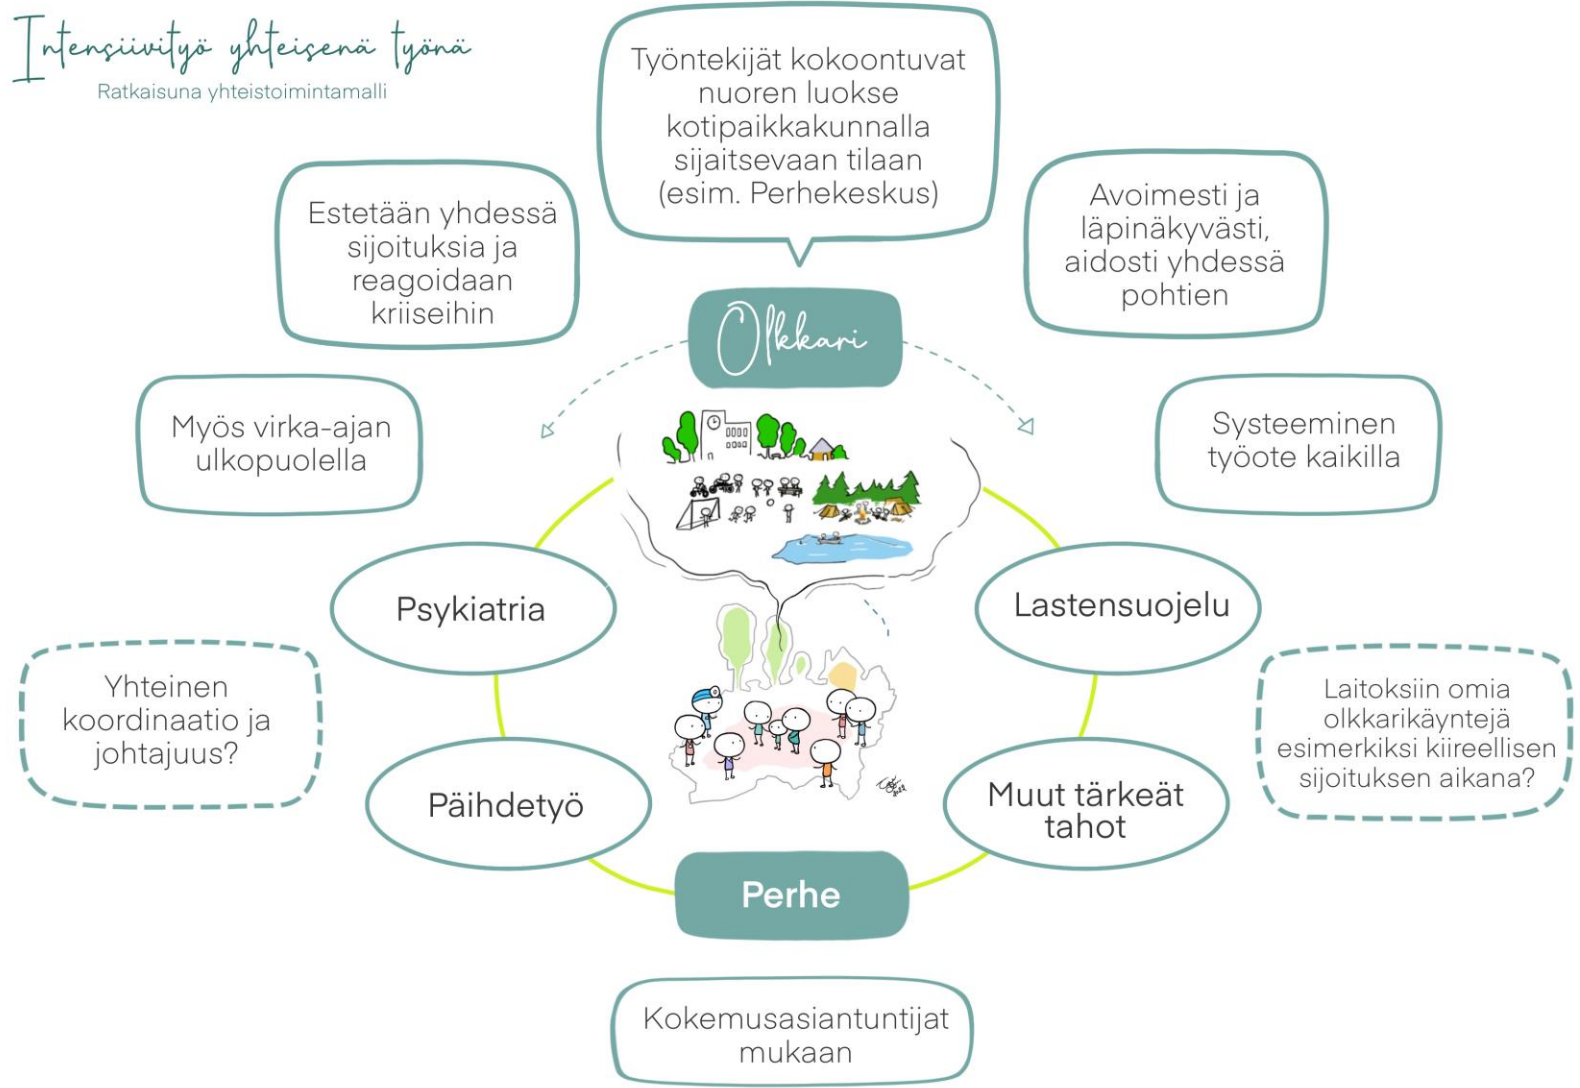 Intensiivityö yhteisenä työnä
Ratkaisuna yhteistoimintamalli
Työntekijät kokoontuvat
nuoren luokse
kotipaikkakunnalla
sijaitsevaan tilaan
(esim. Perhekeskus)
Estetään yhdessä
sijoituksia ja
reagoidaan
kriiseihin
Avoimesti ja
läpinäkyvästi,
aidosti yhdessä
pohtien
Olkkari
Myös virka-ajan
ulkopuolella
Systeeminen
työote kaikilla
Psykiatria
Lastensuojelu
Yhteinen
koordinaatio ja
johtajuus?
Laitoksiin omia
olkkarikäyntejä
esimerkiksi kiireellisen
sijoituksen aikana?
Päihdetyö
Muut tärkeät
tahot
Perhe
Kokemusasiantuntijat
mukaan